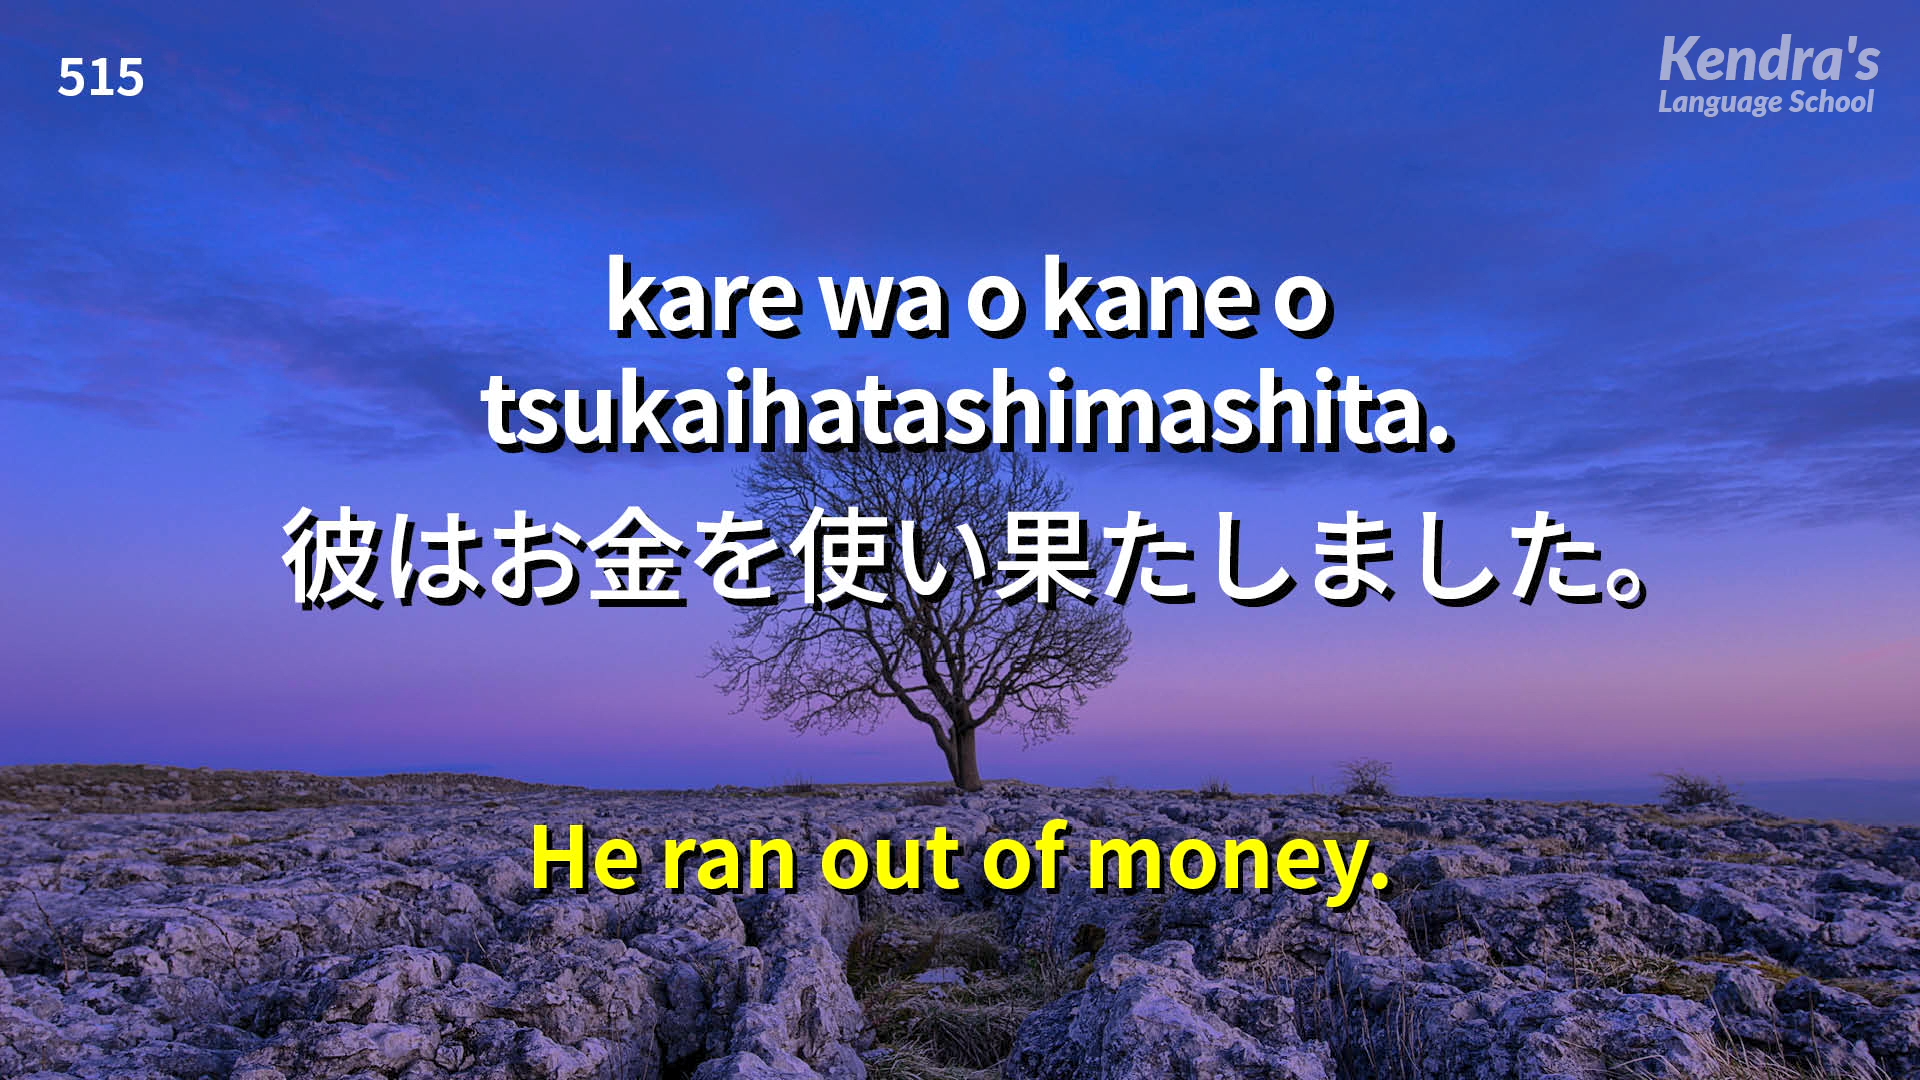 515
Kendra's
Language School
kare wa o kane o
tsukaihatashimashita.
彼はお金を使い果たしました。
He ran out of money.